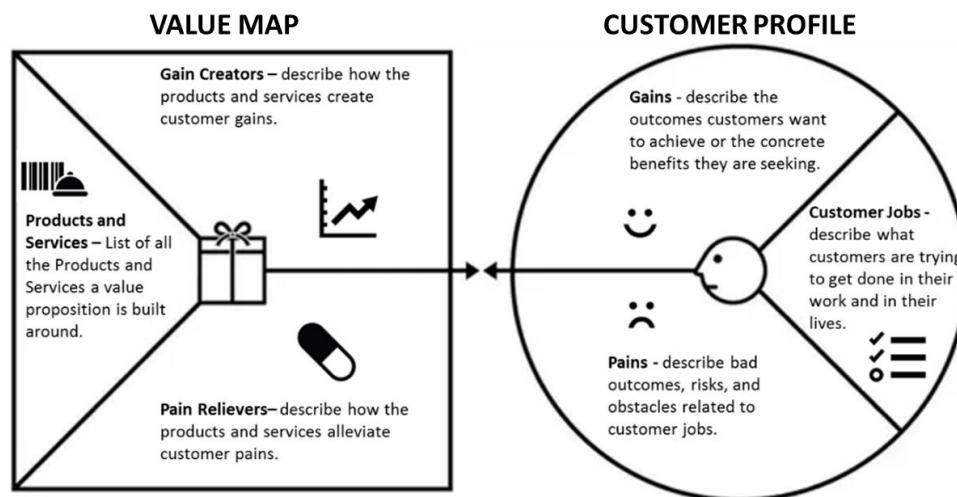 VALUE MAP
Gain Creators – describe how the
products and services create
customer gains.
Products and
Services – List of all
the Products and
Services a value
proposition is built
around.
Pain Relievers– describe how the
products and services alleviate
customer pains.
CUSTOMER PROFILE
Gains - describe the
outcomes customers want
to achieve or the concrete
benefits they are seeking.
Customer Jobs -
describe what
customers are trying
to get done in their
work and in their
lives.
Pains - describe bad
outcomes, risks, and
obstacles related to
customer jobs.